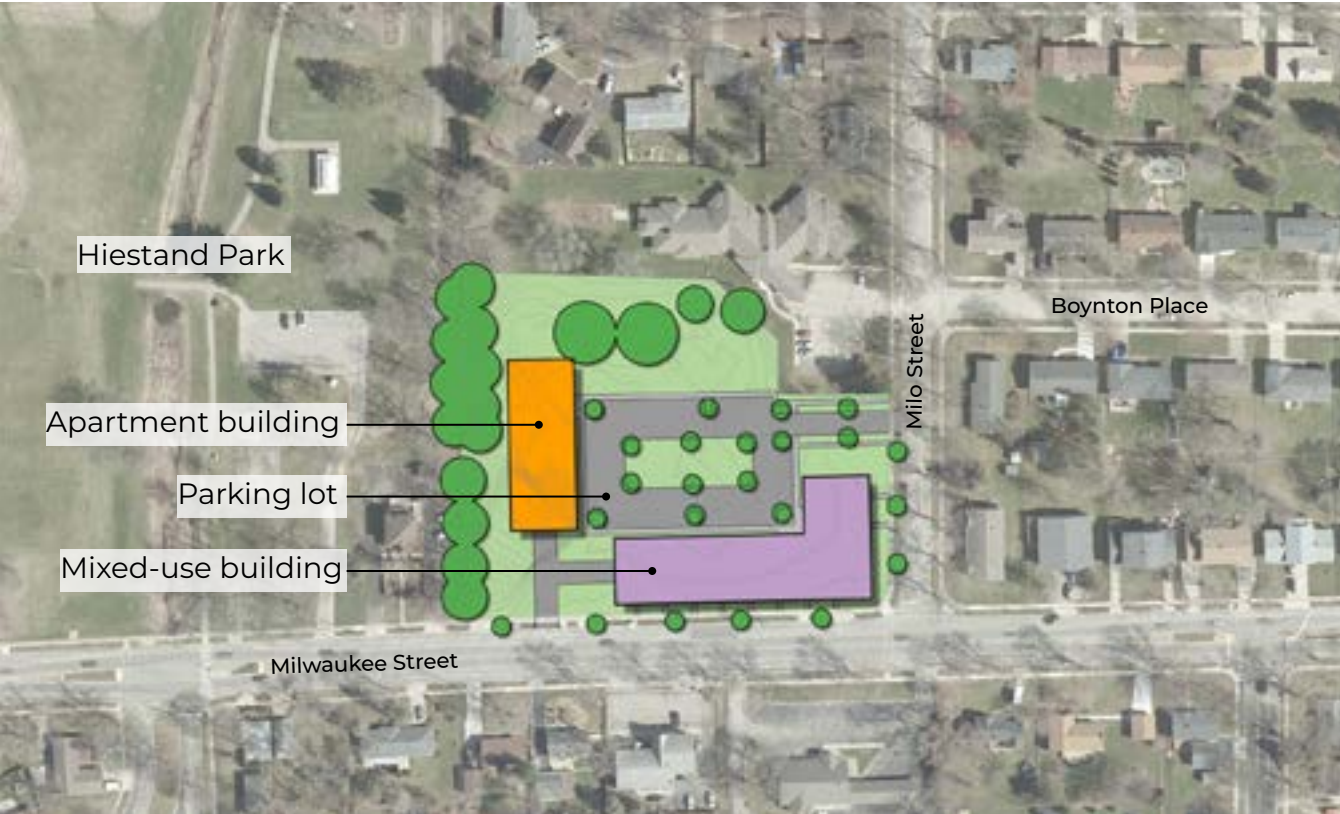 Hiestand Park
Boynton Place
Milo Street
Apartment building
Parking lot
Mixed-use building
Milwaukee Street